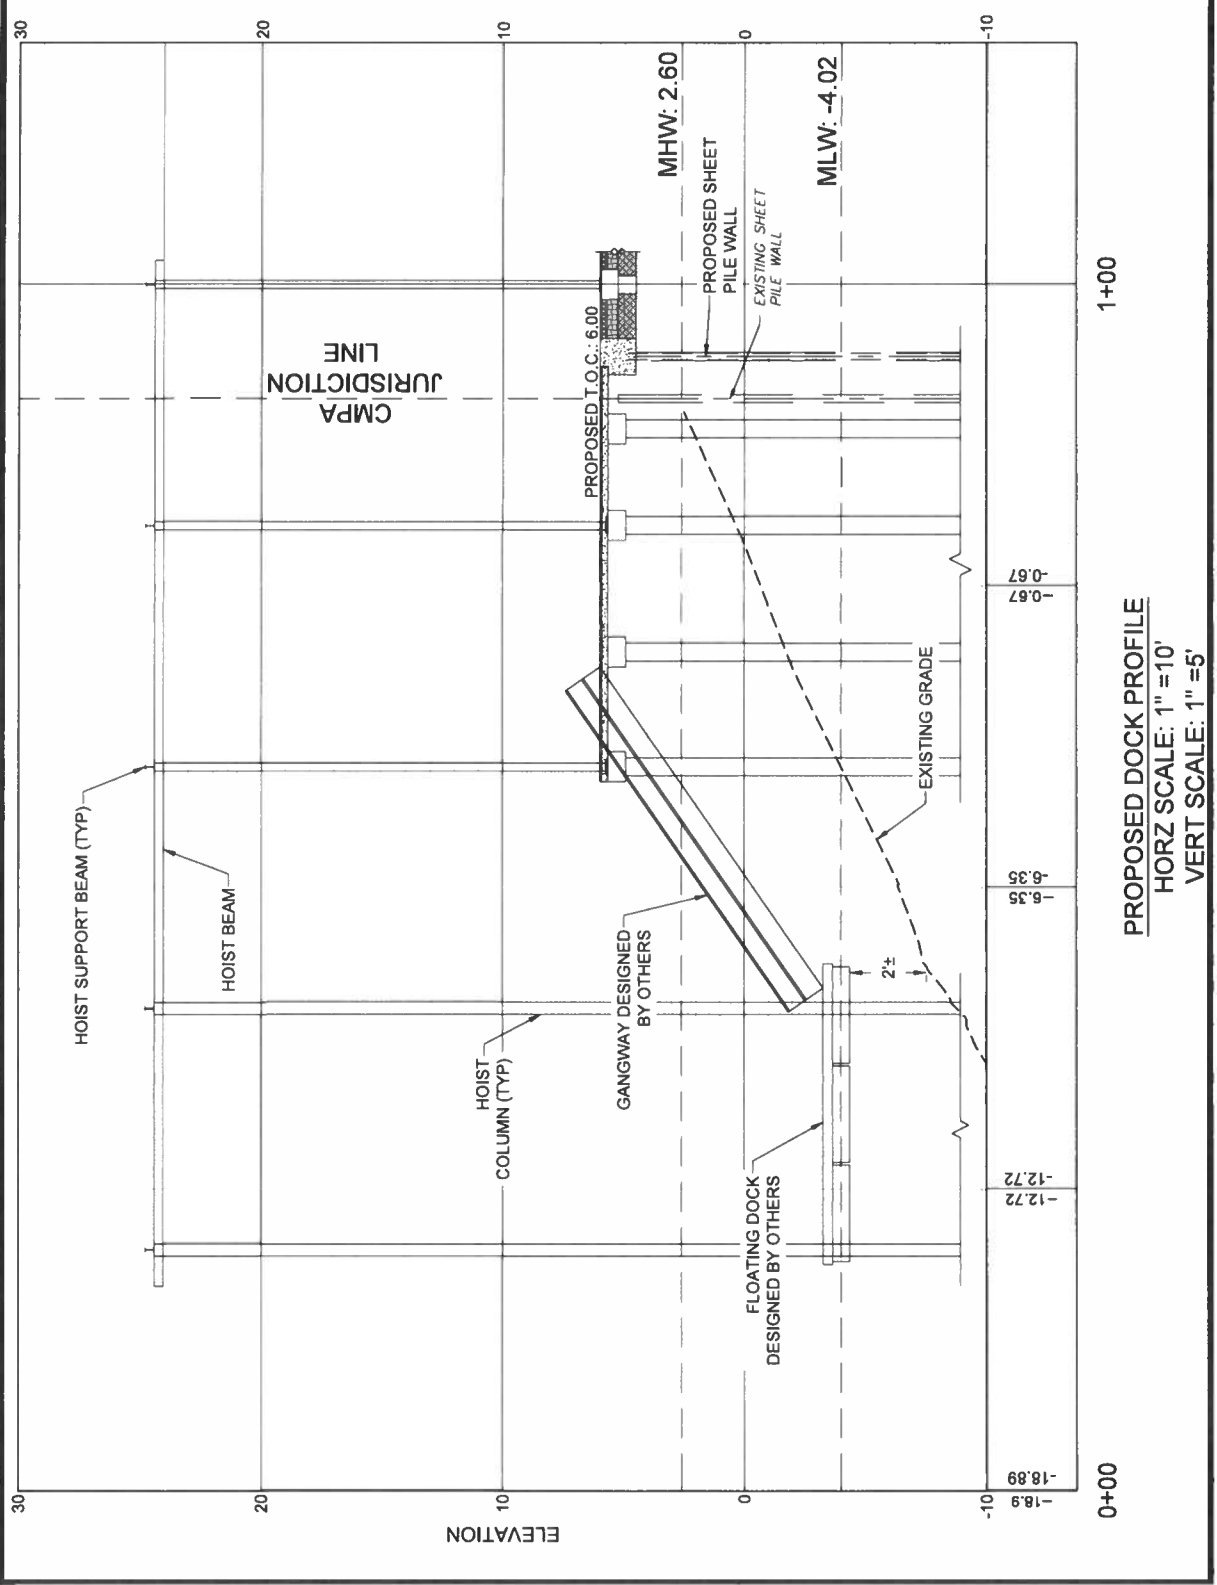 30
20
10
0
-10
ELEVATION
30
20
10
0
-10
HOIST SUPPORT BEAM (TYP)
HOIST BEAM
CMPA
JURISDICTION
LINE
HOIST
COLUMN (TYP)
PROPOSED T.O.C.: 6.00
GANGWAY DESIGNED
BY OTHERS
MHW: 2.60
PROPOSED SHEET
PILE WALL
EXISTING SHEET
PILE WALL
MLW: -4.02
FLOATING DOCK
DESIGNED BY OTHERS
2'±
EXISTING GRADE
-18.9
-18.89
-12.72
-12.72
-6.35
-6.35
-0.67
-0.67
0+00
1+00
PROPOSED DOCK PROFILE
HORZ SCALE: 1" =10'
VERT SCALE: 1" =5'